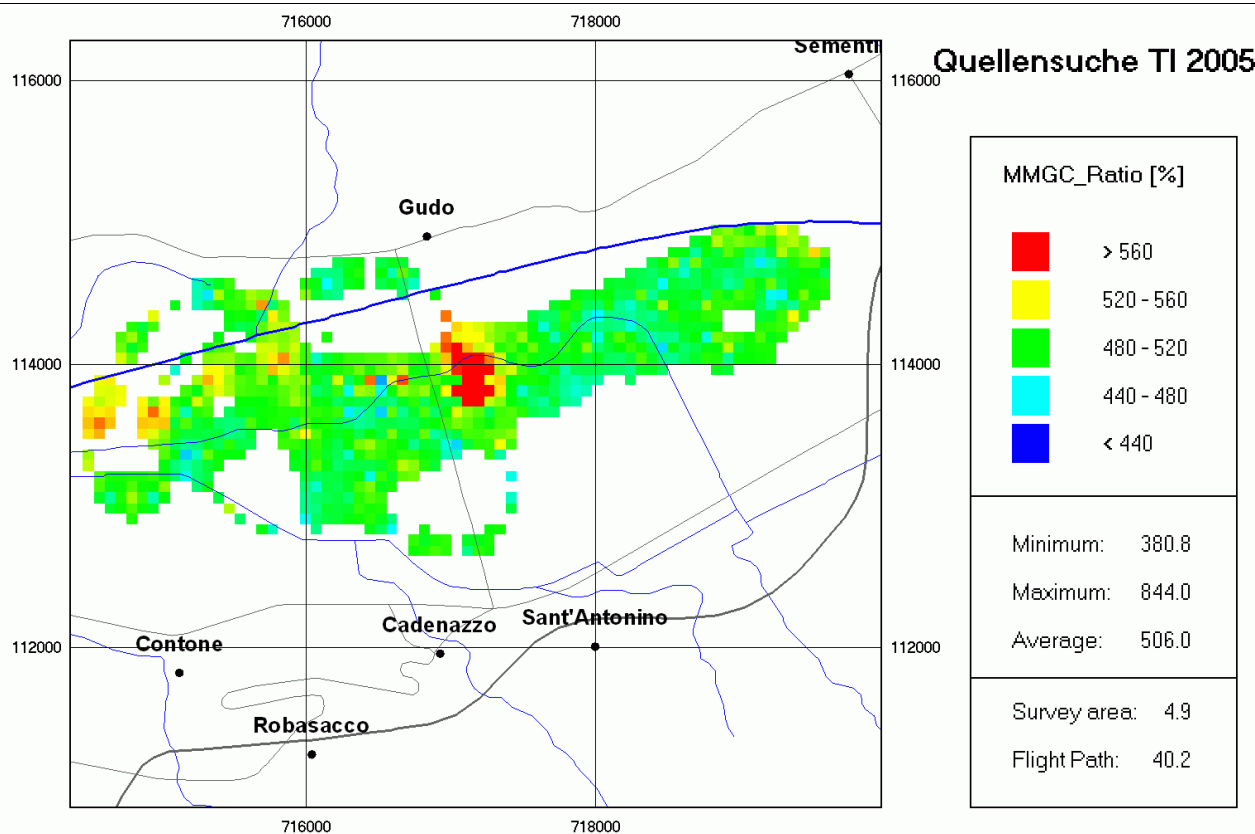 716000 718000
Sementi
Quellensuche TI 2005
116000 116000
MMGC_Ratio [%]
Gudo
> 560
520 - 560
480 - 520
114000 114000
440 - 480
< 440
Minimum: 380.8
Maximum: 844.0
Average: 506.0
Sant'Antonino
Cadenazzo
Contone
112000 112000
Survey area: 4.9
Robasacco
Flight Path: 40.2
716000 718000